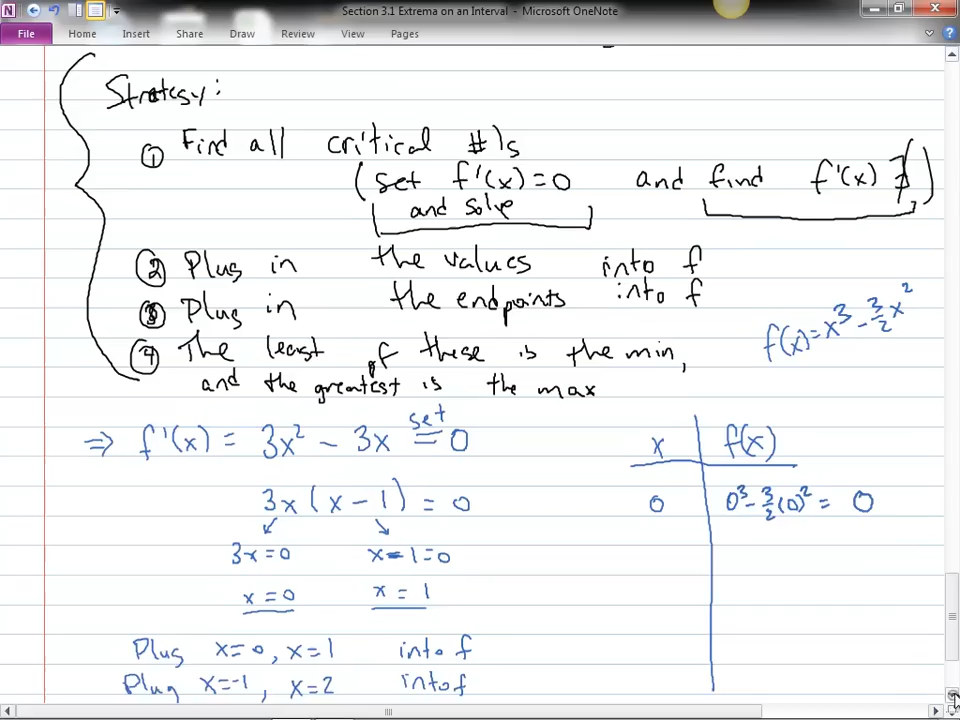 Section 3.1 Extrema on an Interval - Microsoft OneNote
File Home Insert Share Draw Review View Pages
Strategy:
① Find all critical #'s
(set f'(x)=0 and find f'(x) ∄)
and solve
② Plug in the values into f
③ Plug in the endpoints into f
④ The least of these is the min,
and the greatest is the max
f(x)=x³-3/2x²
⇒ f'(x) = 3x² - 3x set= 0
3x(x-1) = 0
3x=0 x-1=0
x=0 x=1
Plug x=0, x=1 into f
Plug x=-1, x=2 into f
x f(x)
0 0³-3/2(0)²= 0